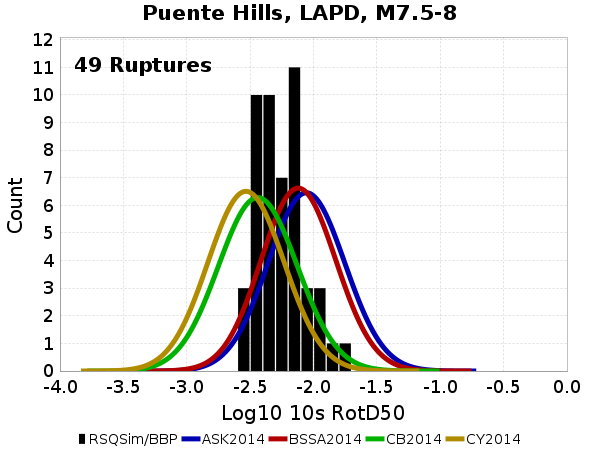 Puente Hills, LAPD, M7.5-8
49 Ruptures
Count
12
11
10
9
8
7
6
5
4
3
2
1
0
-4.0 -3.5 -3.0 -2.5 -2.0 -1.5 -1.0 -0.5 0.0
Log10 10s RotD50
RSQSim/BBP ASK2014 BSSA2014 CB2014 CY2014